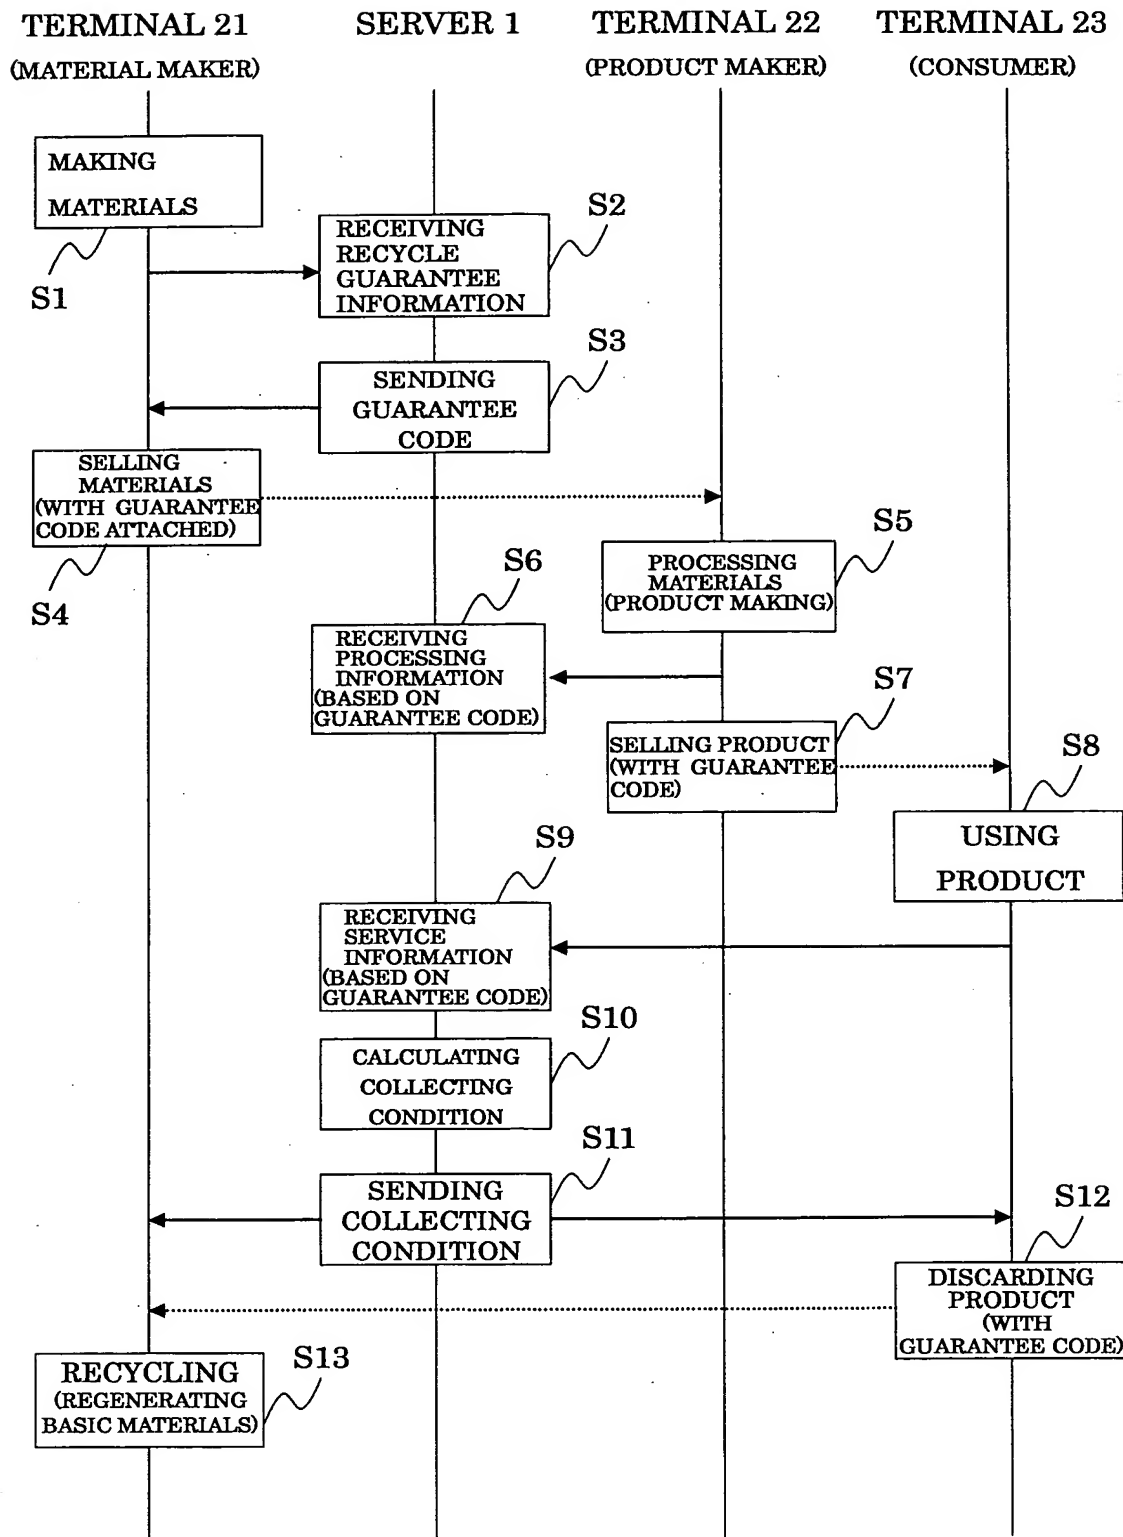 TERMINAL 21
(MATERIAL MAKER)
SERVER 1
TERMINAL 22
(PRODUCT MAKER)
TERMINAL 23
(CONSUMER)
MAKING
MATERIALS
S1
RECEIVING
RECYCLE
GUARANTEE
INFORMATION
S2
SENDING
GUARANTEE
CODE
S3
SELLING
MATERIALS
(WITH GUARANTEE
CODE ATTACHED)
S4
PROCESSING
MATERIALS
(PRODUCT MAKING)
S5
RECEIVING
PROCESSING
INFORMATION
(BASED ON
GUARANTEE CODE)
S6
SELLING PRODUCT
(WITH GUARANTEE
CODE)
S7
USING
PRODUCT
S8
RECEIVING
SERVICE
INFORMATION
(BASED ON
GUARANTEE CODE)
S9
CALCULATING
COLLECTING
CONDITION
S10
SENDING
COLLECTING
CONDITION
S11
DISCARDING
PRODUCT
(WITH
GUARANTEE CODE)
S12
RECYCLING
(REGENERATING
BASIC MATERIALS)
S13